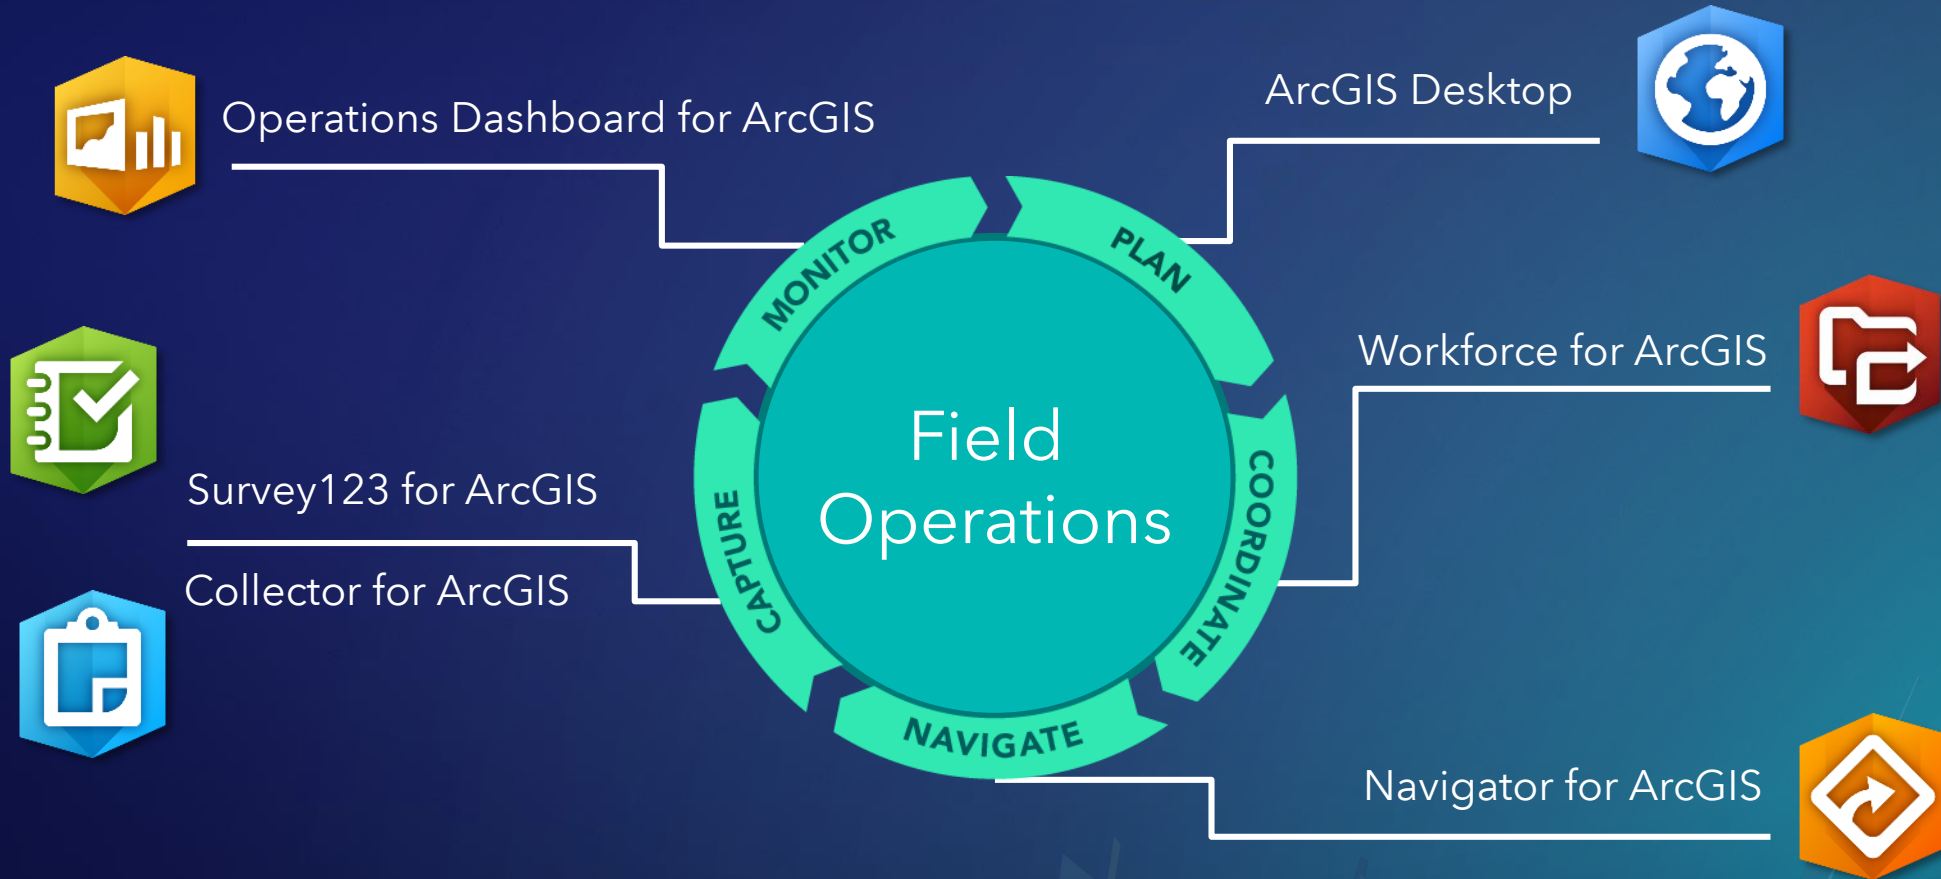 Operations Dashboard for ArcGIS
ArcGIS Desktop
MONITOR
PLAN
Workforce for ArcGIS
Field
Operations
COORDINATE
Survey123 for ArcGIS
CAPTURE
Collector for ArcGIS
NAVIGATE
Navigator for ArcGIS